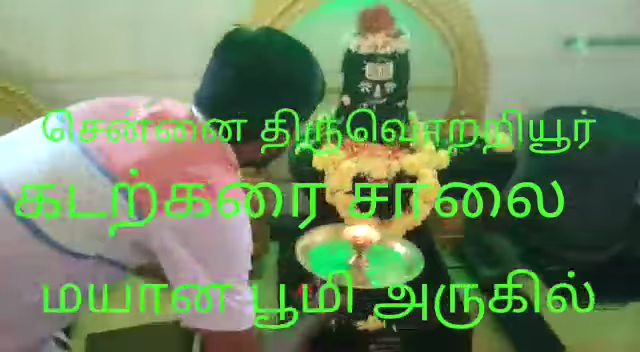 சென்னை திருவொற்றியூர்
கடற்கரை சாலை
மயான பூமி அருகில்